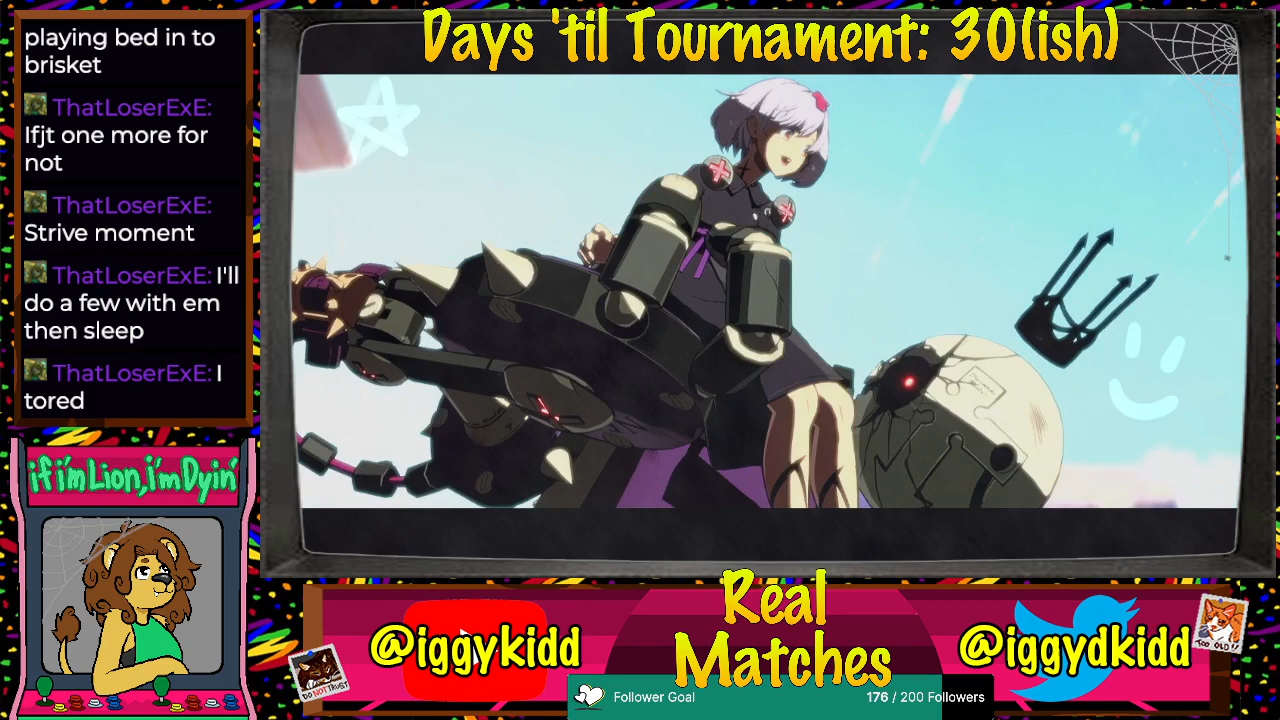 Days 'til Tournament: 30(ish)
playing bed in to
brisket
ThatLoserExE:
Ifjt one more for
not
ThatLoserExE:
Strive moment
ThatLoserExE: I'll
do a few with em
then sleep
ThatLoserExE: I
tored
if i'm Lion, i'm Dyin'
DO NOT TRUST
@iggykidd
Real
Matches
@iggydkidd
TOO OLD!!
Follower Goal
176 / 200 Followers